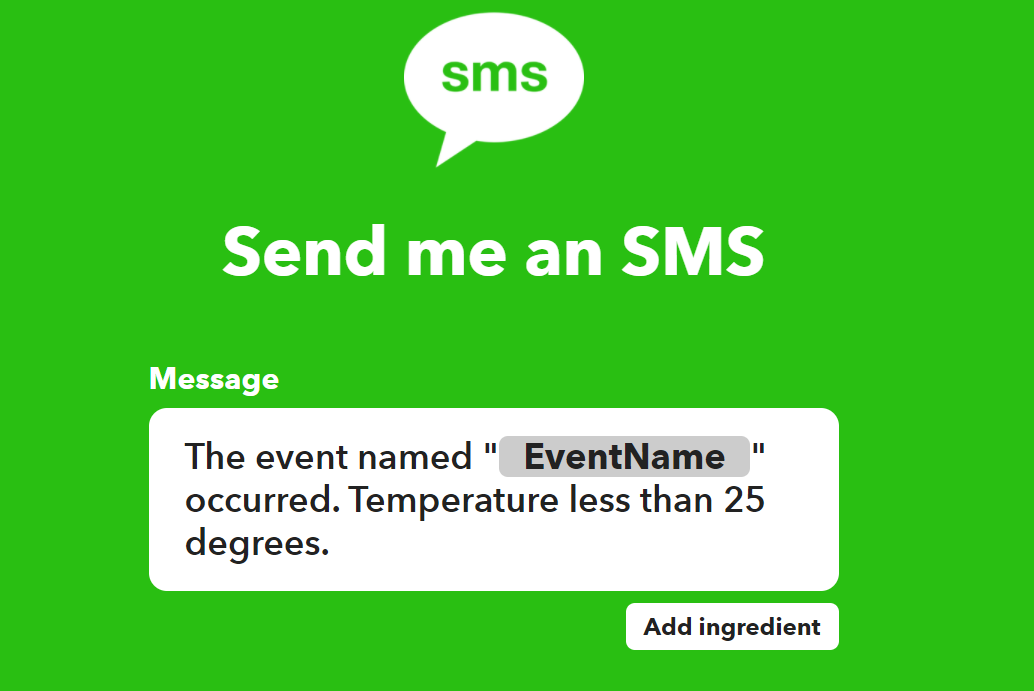 sms
Send me an SMS
Message
The event named " EventName "
occurred. Temperature less than 25
degrees.
Add ingredient